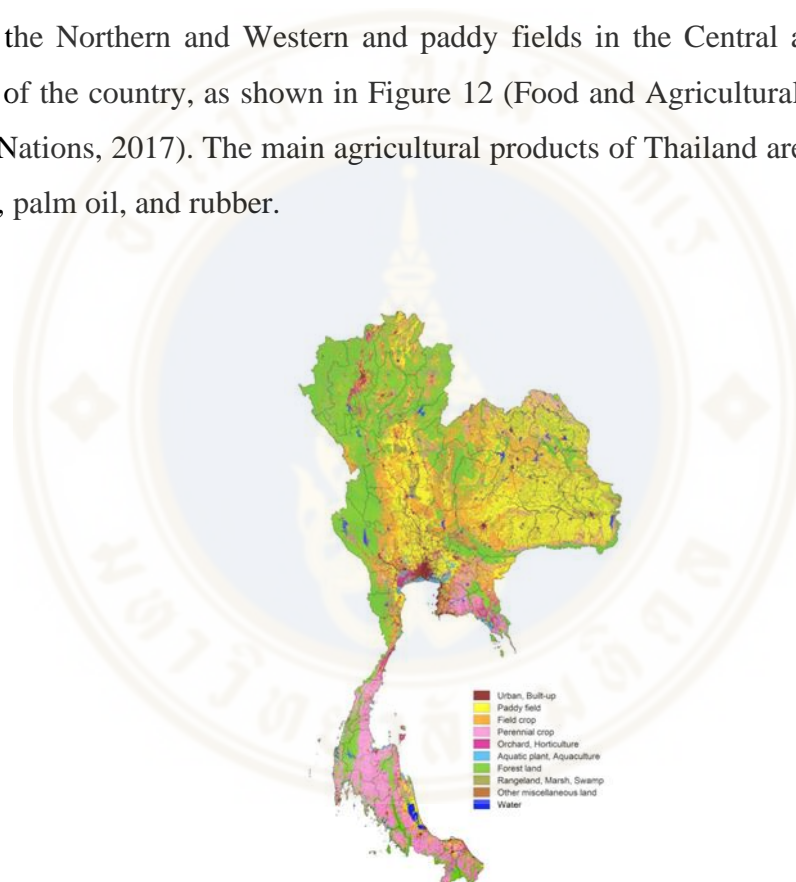 the Northern and Western and paddy fields in the Central
of the country, as shown in Figure 12 (Food and Agricultural
Nations, 2017). The main agricultural products of Thailand are
, palm oil, and rubber.
Urban, Built-up
Paddy field
Field crop
Perennial crop
Orchard, Horticulture
Aquatic plant, Aquaculture
Forest land
Rangeland, Marsh, Swamp
Other miscellaneous land
Water